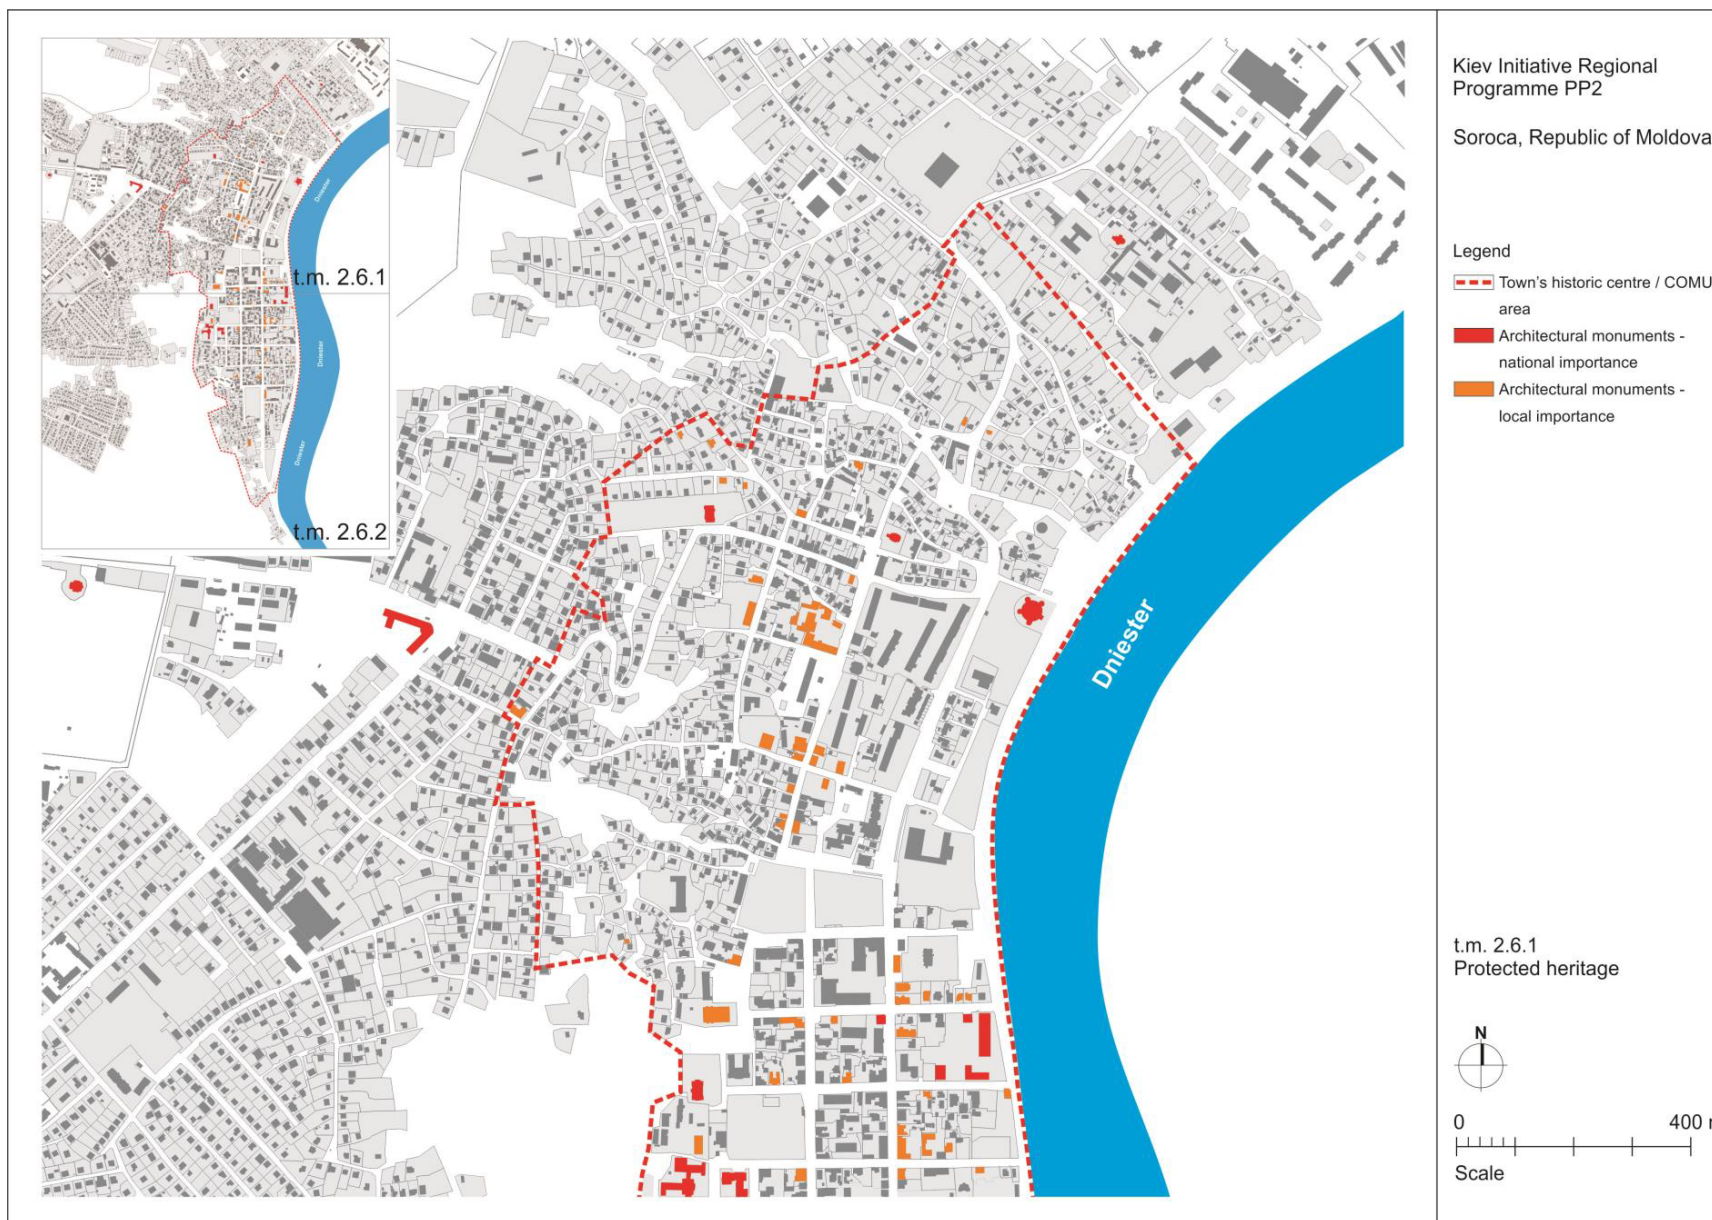 Kiev Initiative Regional
Programme PP2
Soroca, Republic of Moldova
Legend
Town's historic centre / COMU
area
Architectural monuments -
national importance
Architectural monuments -
local importance
t.m. 2.6.1
Protected heritage
N
0 400 m
Scale
Dniester
Dniester
t.m. 2.6.1
Dniester
Dniester
t.m. 2.6.2